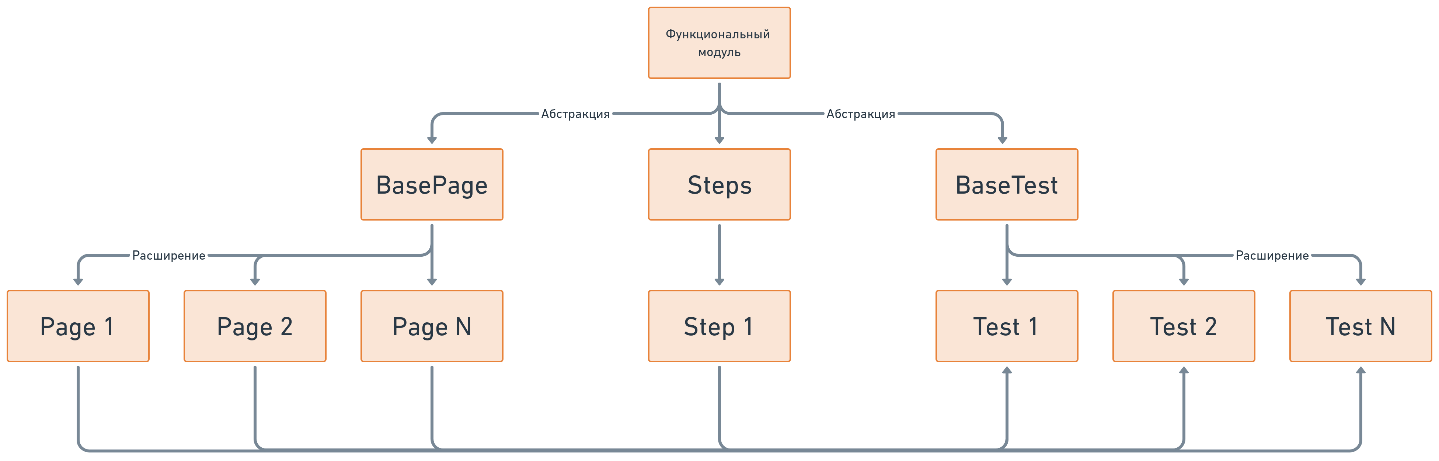 Функциональный
модуль
Абстракция
Абстракция
BasePage
Steps
BaseTest
Расширение
Расширение
Page 1
Page 2
Page N
Step 1
Test 1
Test 2
Test N